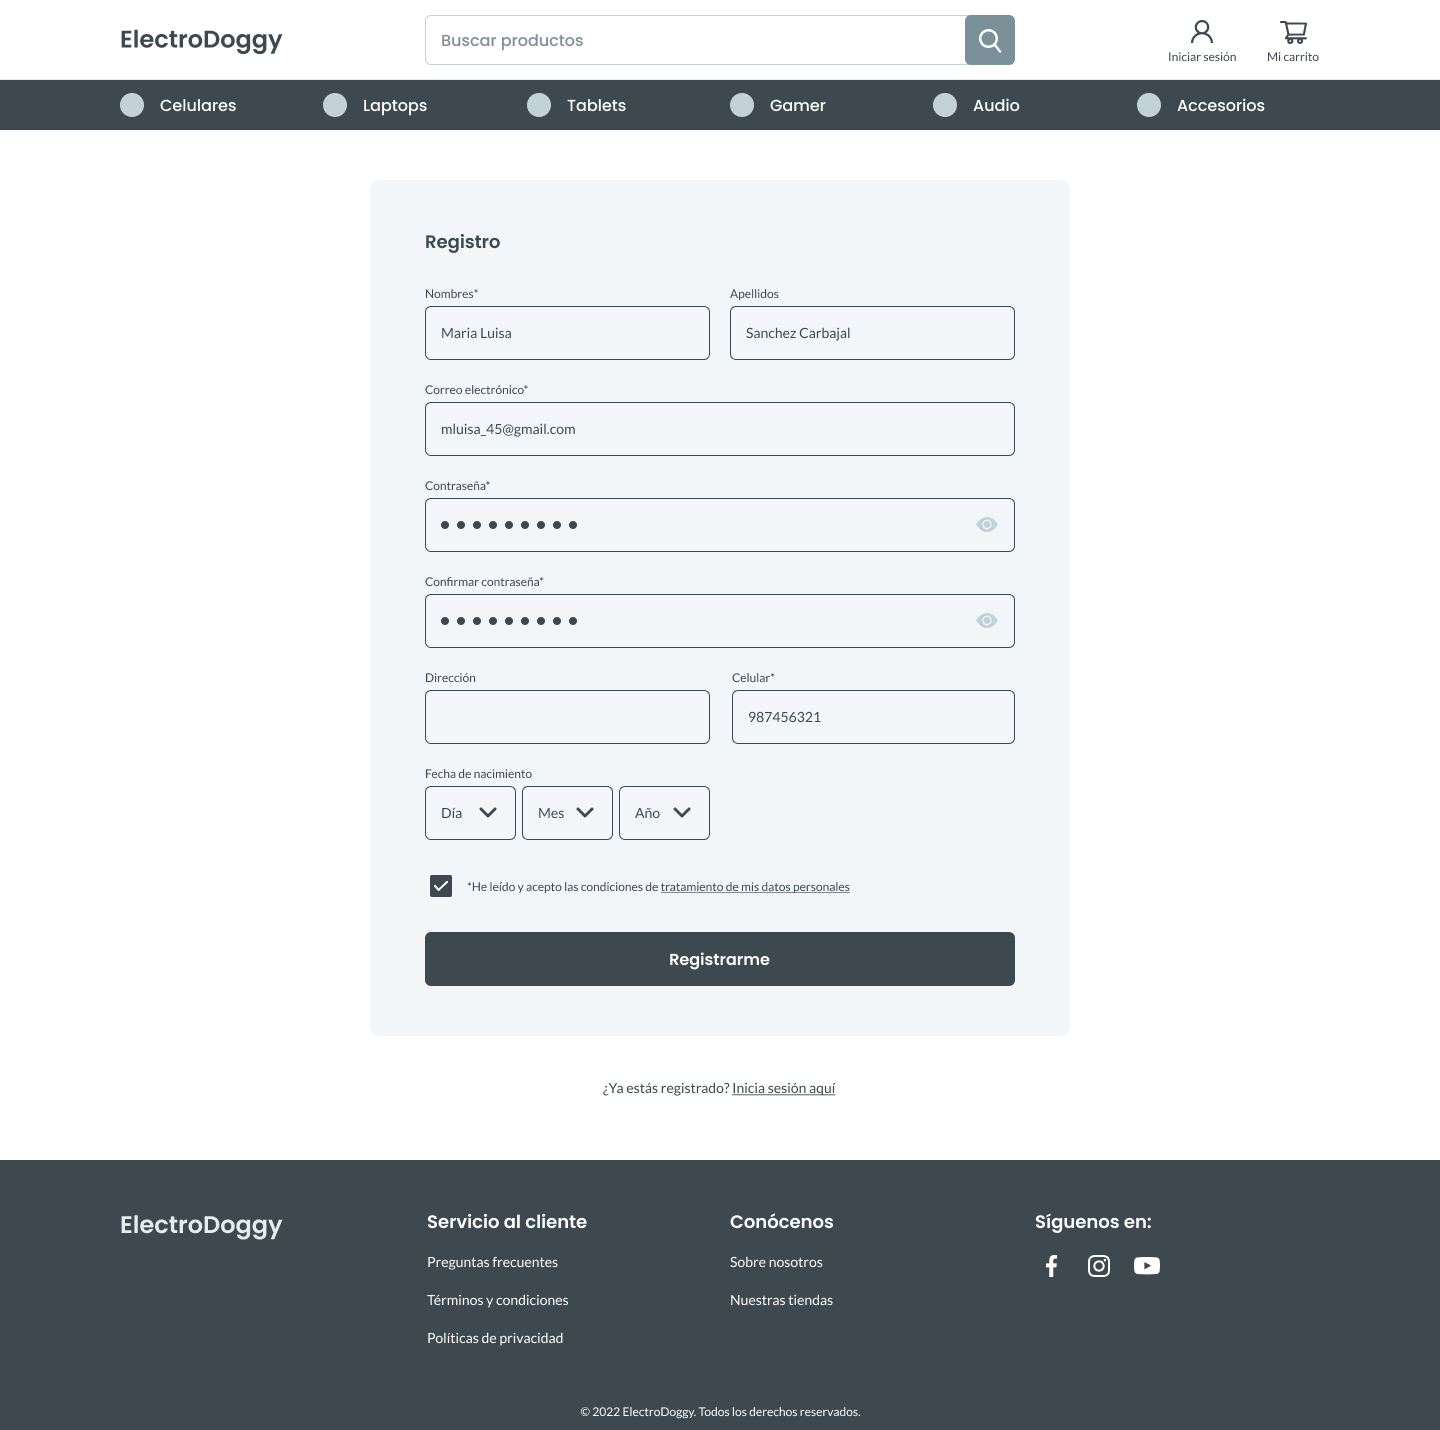 ElectroDoggy
Buscar productos
Iniciar sesión
Mi carrito
Celulares
Laptops
Tablets
Gamer
Audio
Accesorios
Registro
Nombres*
Apellidos
Maria Luisa
Sanchez Carbajal
Correo electrónico*
mluisa_45@gmail.com
Contraseña*
Confirmar contraseña*
Dirección
Celular*
987456321
Fecha de nacimiento
Día
Mes
Año
*He leído y acepto las condiciones de tratamiento de mis datos personales
Registrarme
¿Ya estás registrado? Inicia sesión aquí
ElectroDoggy
Servicio al cliente
Preguntas frecuentes
Términos y condiciones
Políticas de privacidad
Conócenos
Sobre nosotros
Nuestras tiendas
Síguenos en:
© 2022 ElectroDoggy. Todos los derechos reservados.